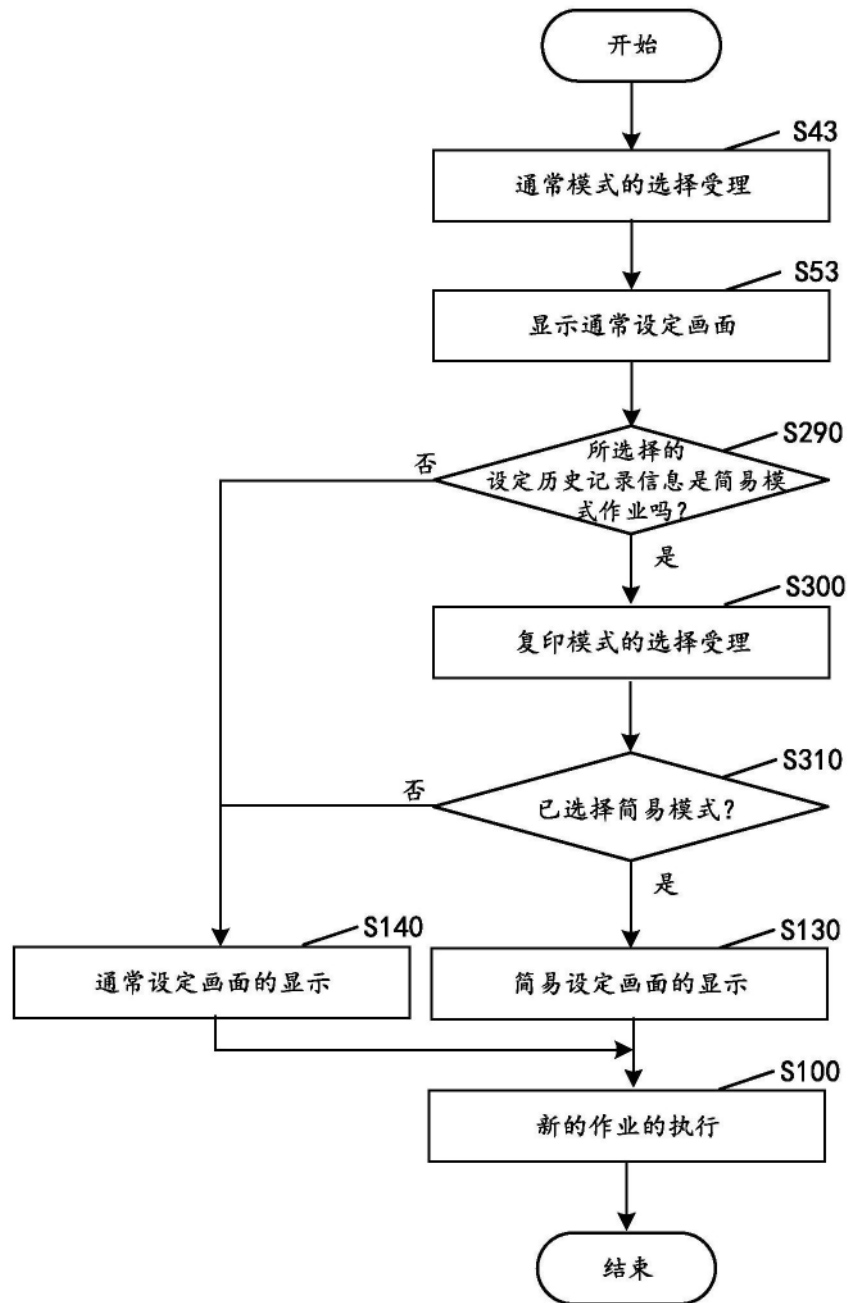 开始
S43
通常模式的选择受理
S53
显示通常设定画面
S290
所选择的
设定历史记录信息是简易模
式作业吗?
否
是
S300
复印模式的选择受理
S310
已选择简易模式?
否
是
S140
通常设定画面的显示
S130
简易设定画面的显示
S100
新的作业的执行
结束